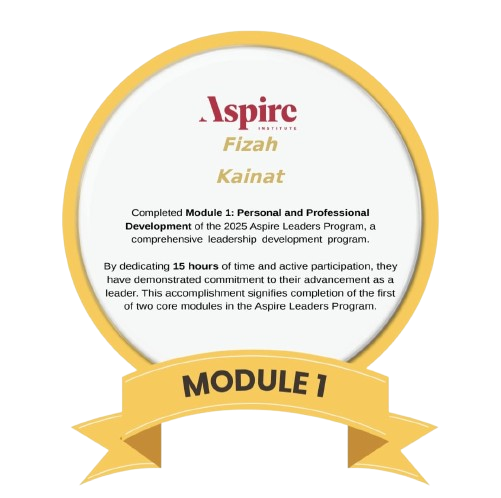 Aspire
INSTITUTE
Fizah
Kainat
Completed Module 1: Personal and Professional
Development of the 2025 Aspire Leaders Program, a
comprehensive leadership development program.
By dedicating 15 hours of time and active participation, they
have demonstrated commitment to their advancement as a
leader. This accomplishment signifies completion of the first
of two core modules in the Aspire Leaders Program.
MODULE 1